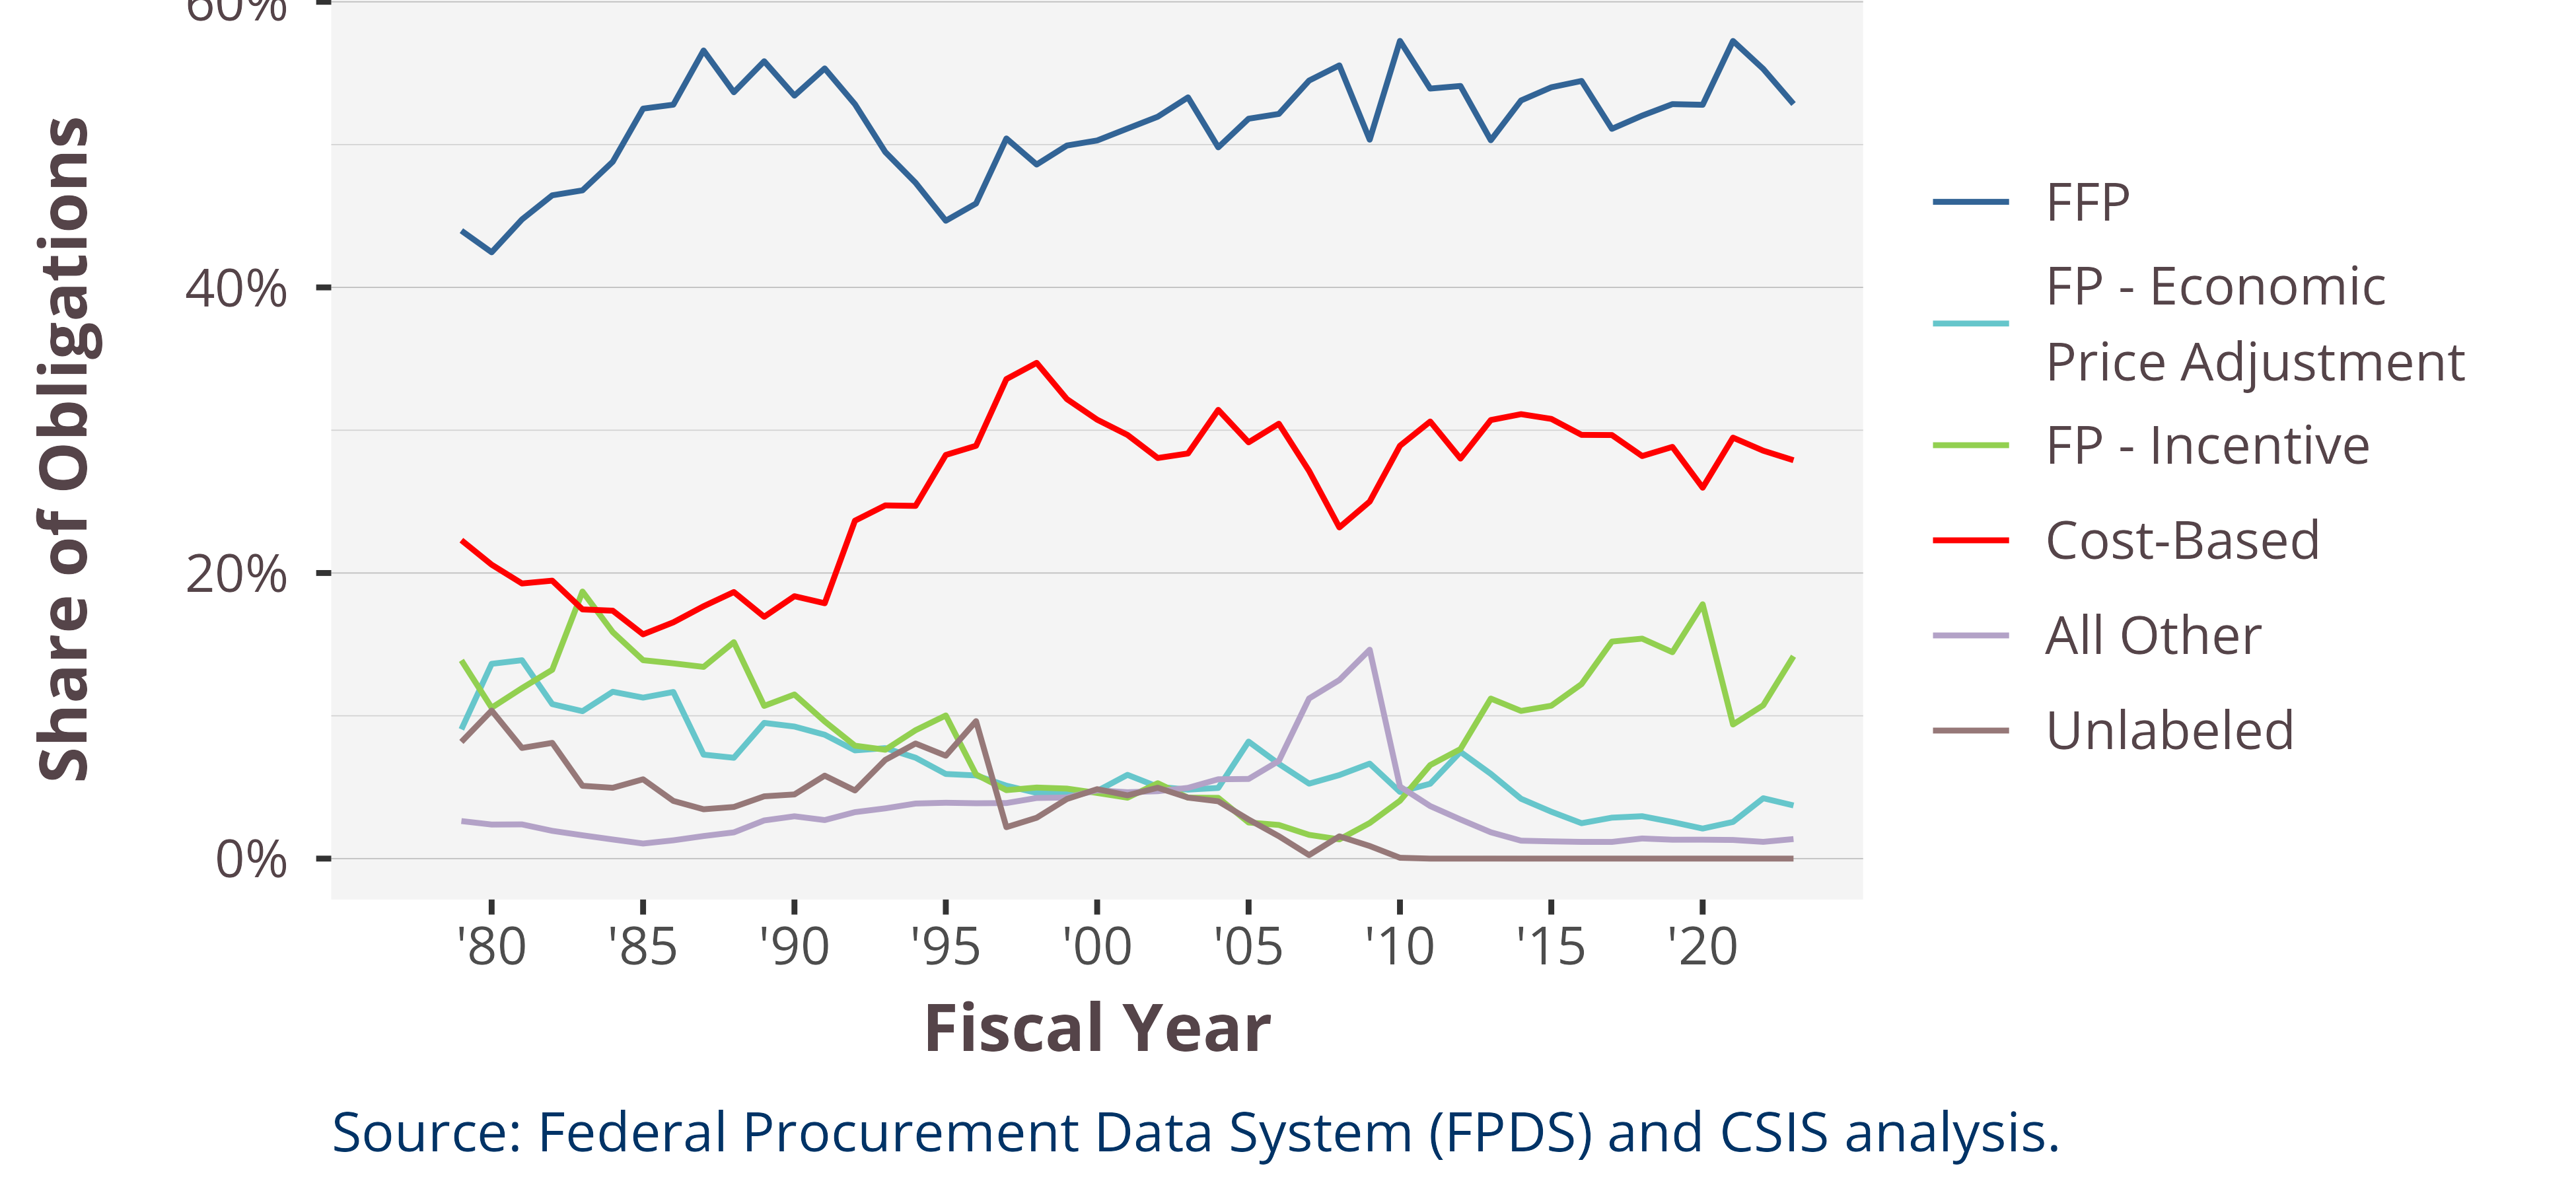 60%
40%
20%
0%
Share of Obligations
'80 '85 '90 '95 '00 '05 '10 '15 '20
Fiscal Year
FFP
FP - Economic
Price Adjustment
FP - Incentive
Cost-Based
All Other
Unlabeled
Source: Federal Procurement Data System (FPDS) and CSIS analysis.